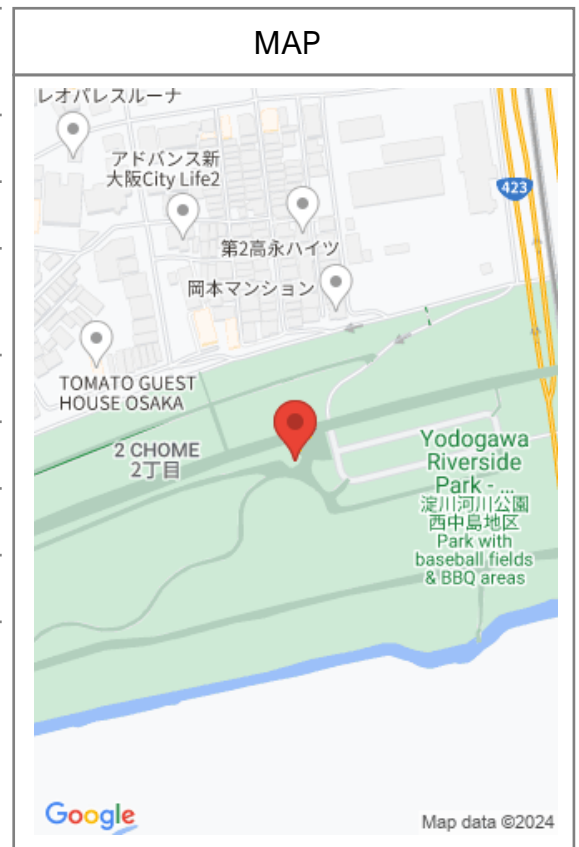 MAP
レオパレスルーナ
アドバンス新
大阪City Life2
423
第2高永ハイツ
岡本マンション
TOMATO GUEST
HOUSE OSAKA
2 CHOME
2丁目
Yodogawa
Riverside
Park - ...
淀川河川公園
西中島地区
Park with
baseball fields
& BBQ areas
Google
Map data ©2024